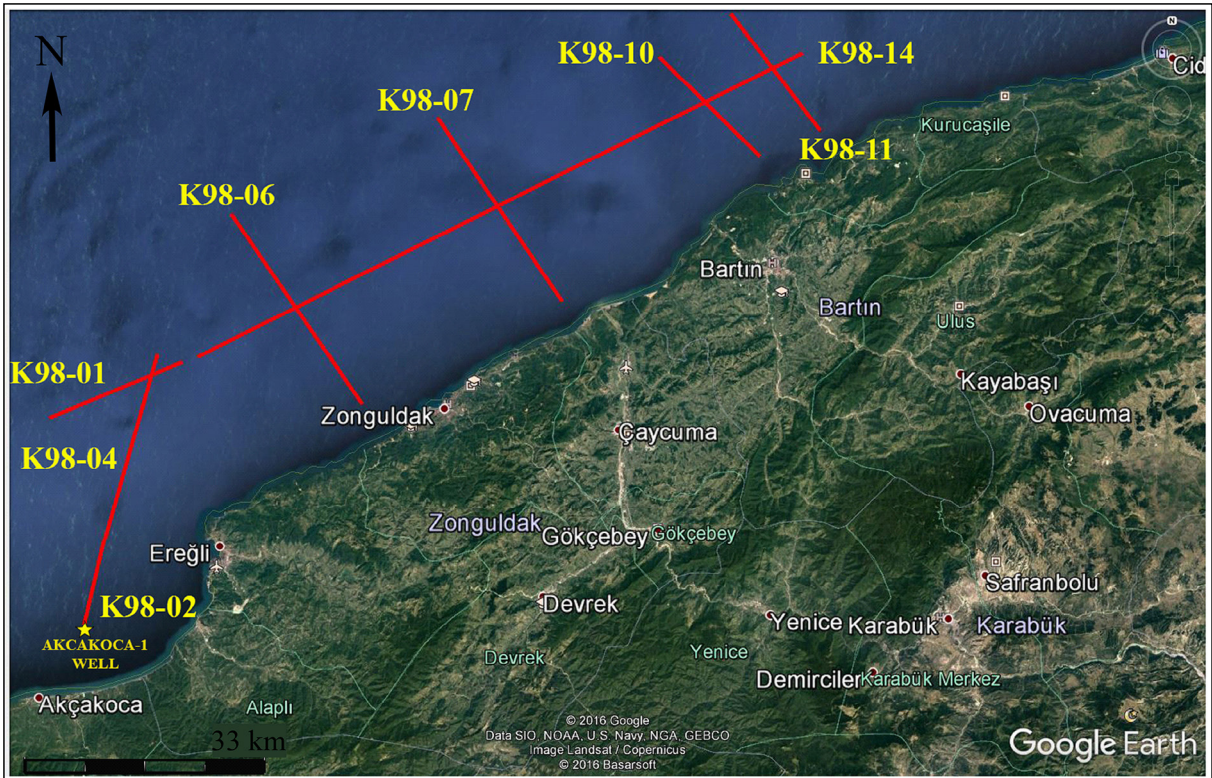 N
N
K98-10
K98-14
Cid
K98-07
Kurucaşile
K98-11
K98-06
Bartın
Bartın
Ulus
K98-01
Kayabaşı
Zonguldak
Ovacuma
Çaycuma
K98-04
Zonguldak
Gökçebey
Gökçebey
Ereğli
Safranbolu
K98-02
Devrek
Yenice
Karabük
Karabük
AKCAKOCA-1
WELL
Devrek
Yenice
Demirciler
Karabük Merkez
Akçakoca
Alaplı
33 km
© 2016 Google
Data SIO, NOAA, U.S. Navy, NGA, GEBCO
Image Landsat / Copernicus
© 2016 Basarsoft
Google Earth